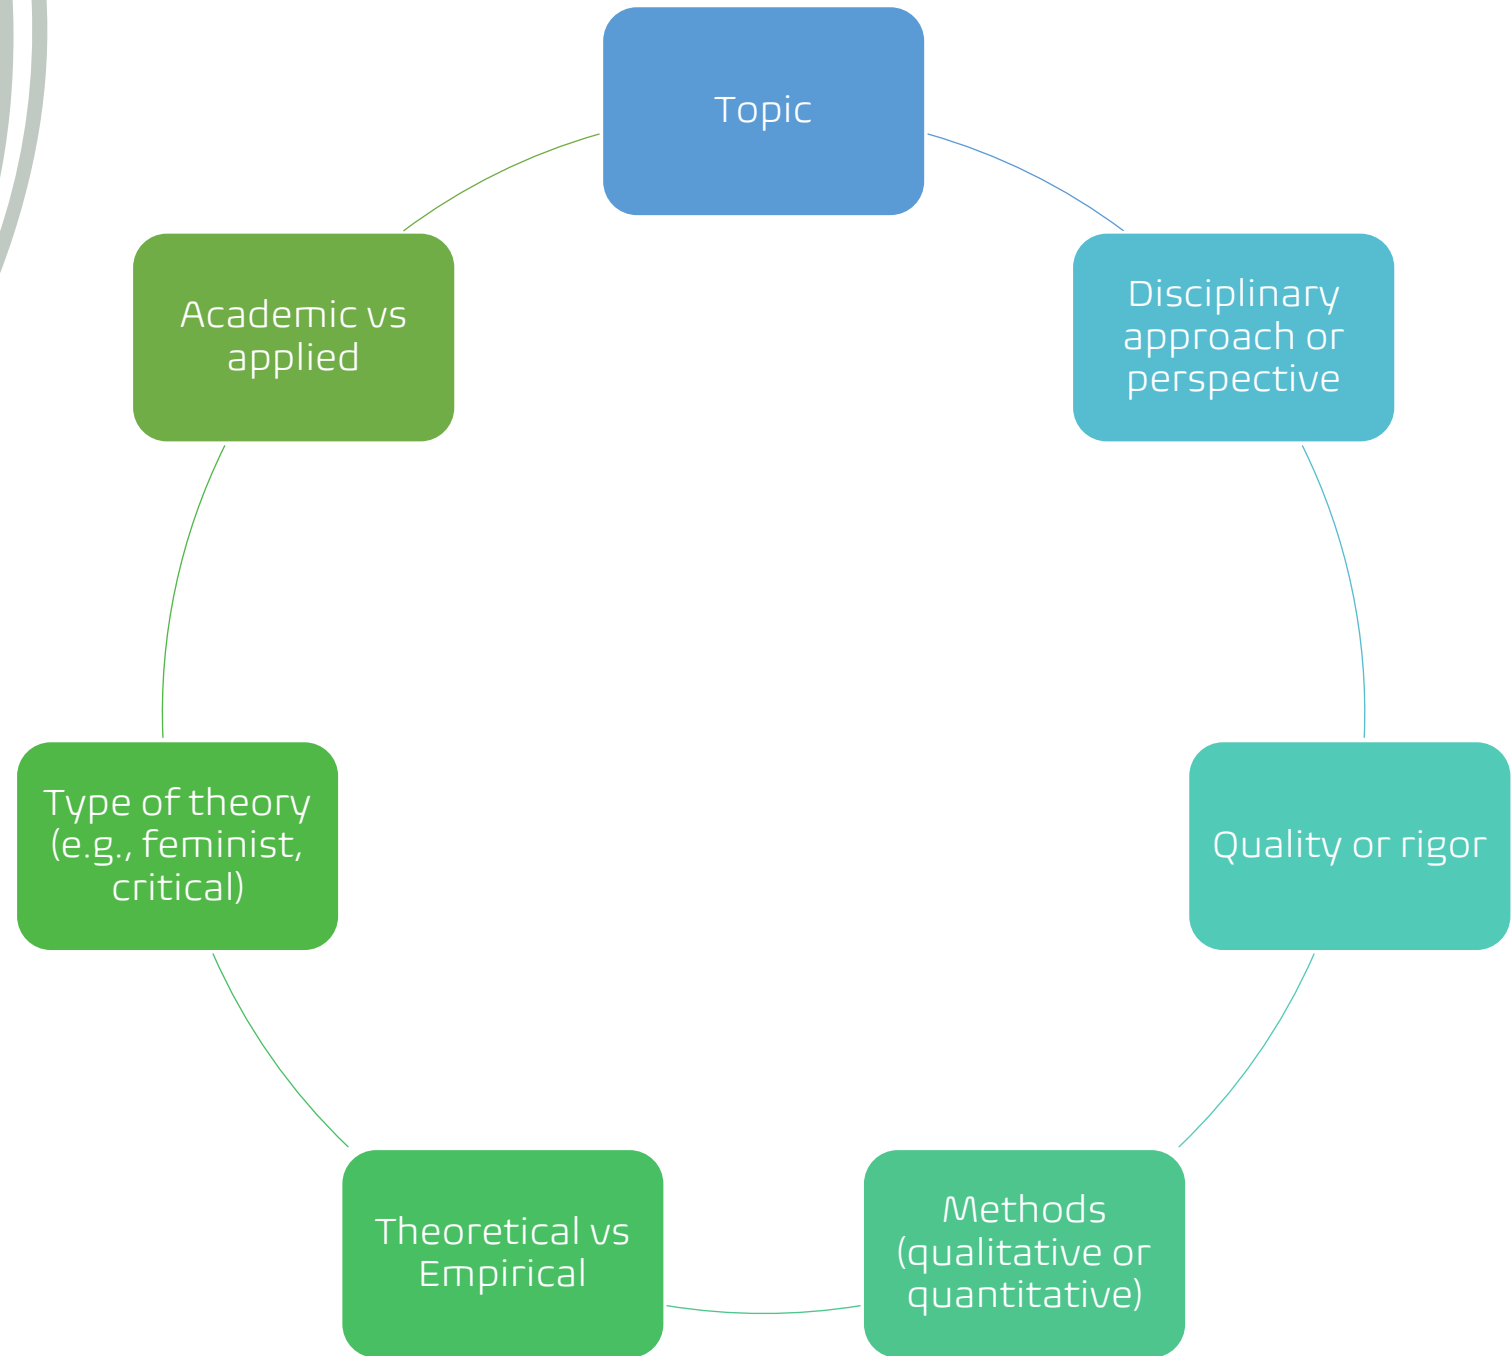 Topic
Disciplinary
approach or
perspective
Quality or rigor
Methods
(qualitative or
quantitative)
Theoretical vs
Empirical
Type of theory
(e.g., feminist,
critical)
Academic vs
applied